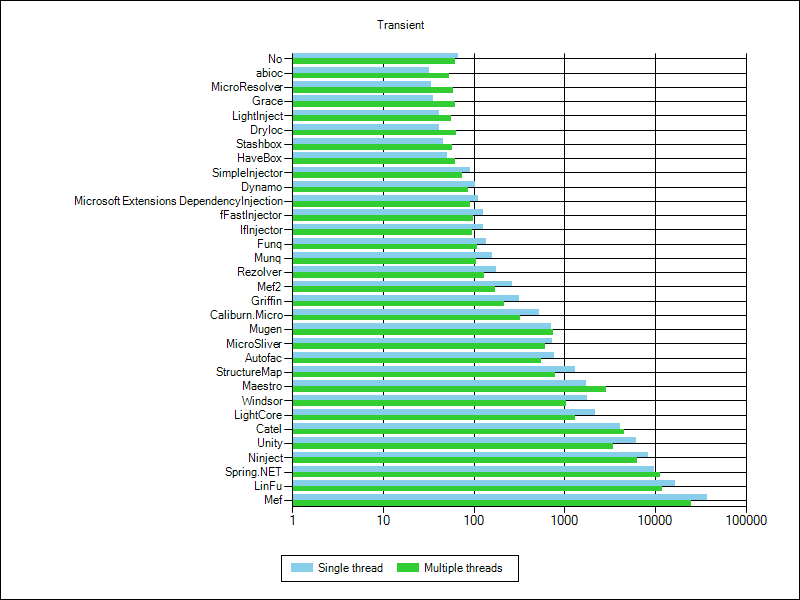 Transient
No
abioc
MicroResolver
Grace
LightInject
DryIoc
Stashbox
HaveBox
SimpleInjector
Dynamo
Microsoft Extensions DependencyInjection
fFastInjector
IfInjector
Funq
Munq
Rezolver
Mef2
Griffin
Caliburn.Micro
Mugen
MicroSliver
Autofac
StructureMap
Maestro
Windsor
LightCore
Catel
Unity
Ninject
Spring.NET
LinFu
Mef
1 10 100 1000 10000 100000
Single thread Multiple threads